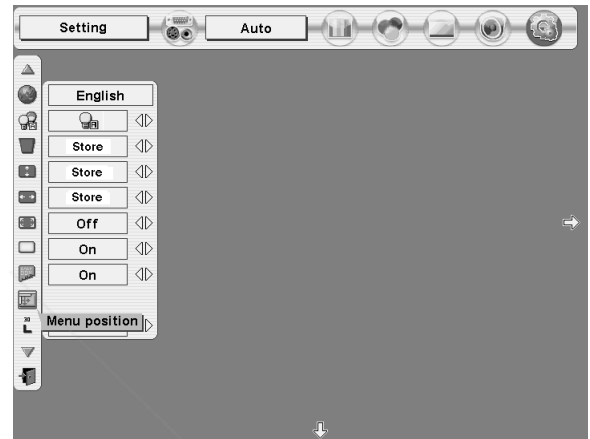 Setting
Auto
English
Store
Store
Store
Off
On
On
Menu position